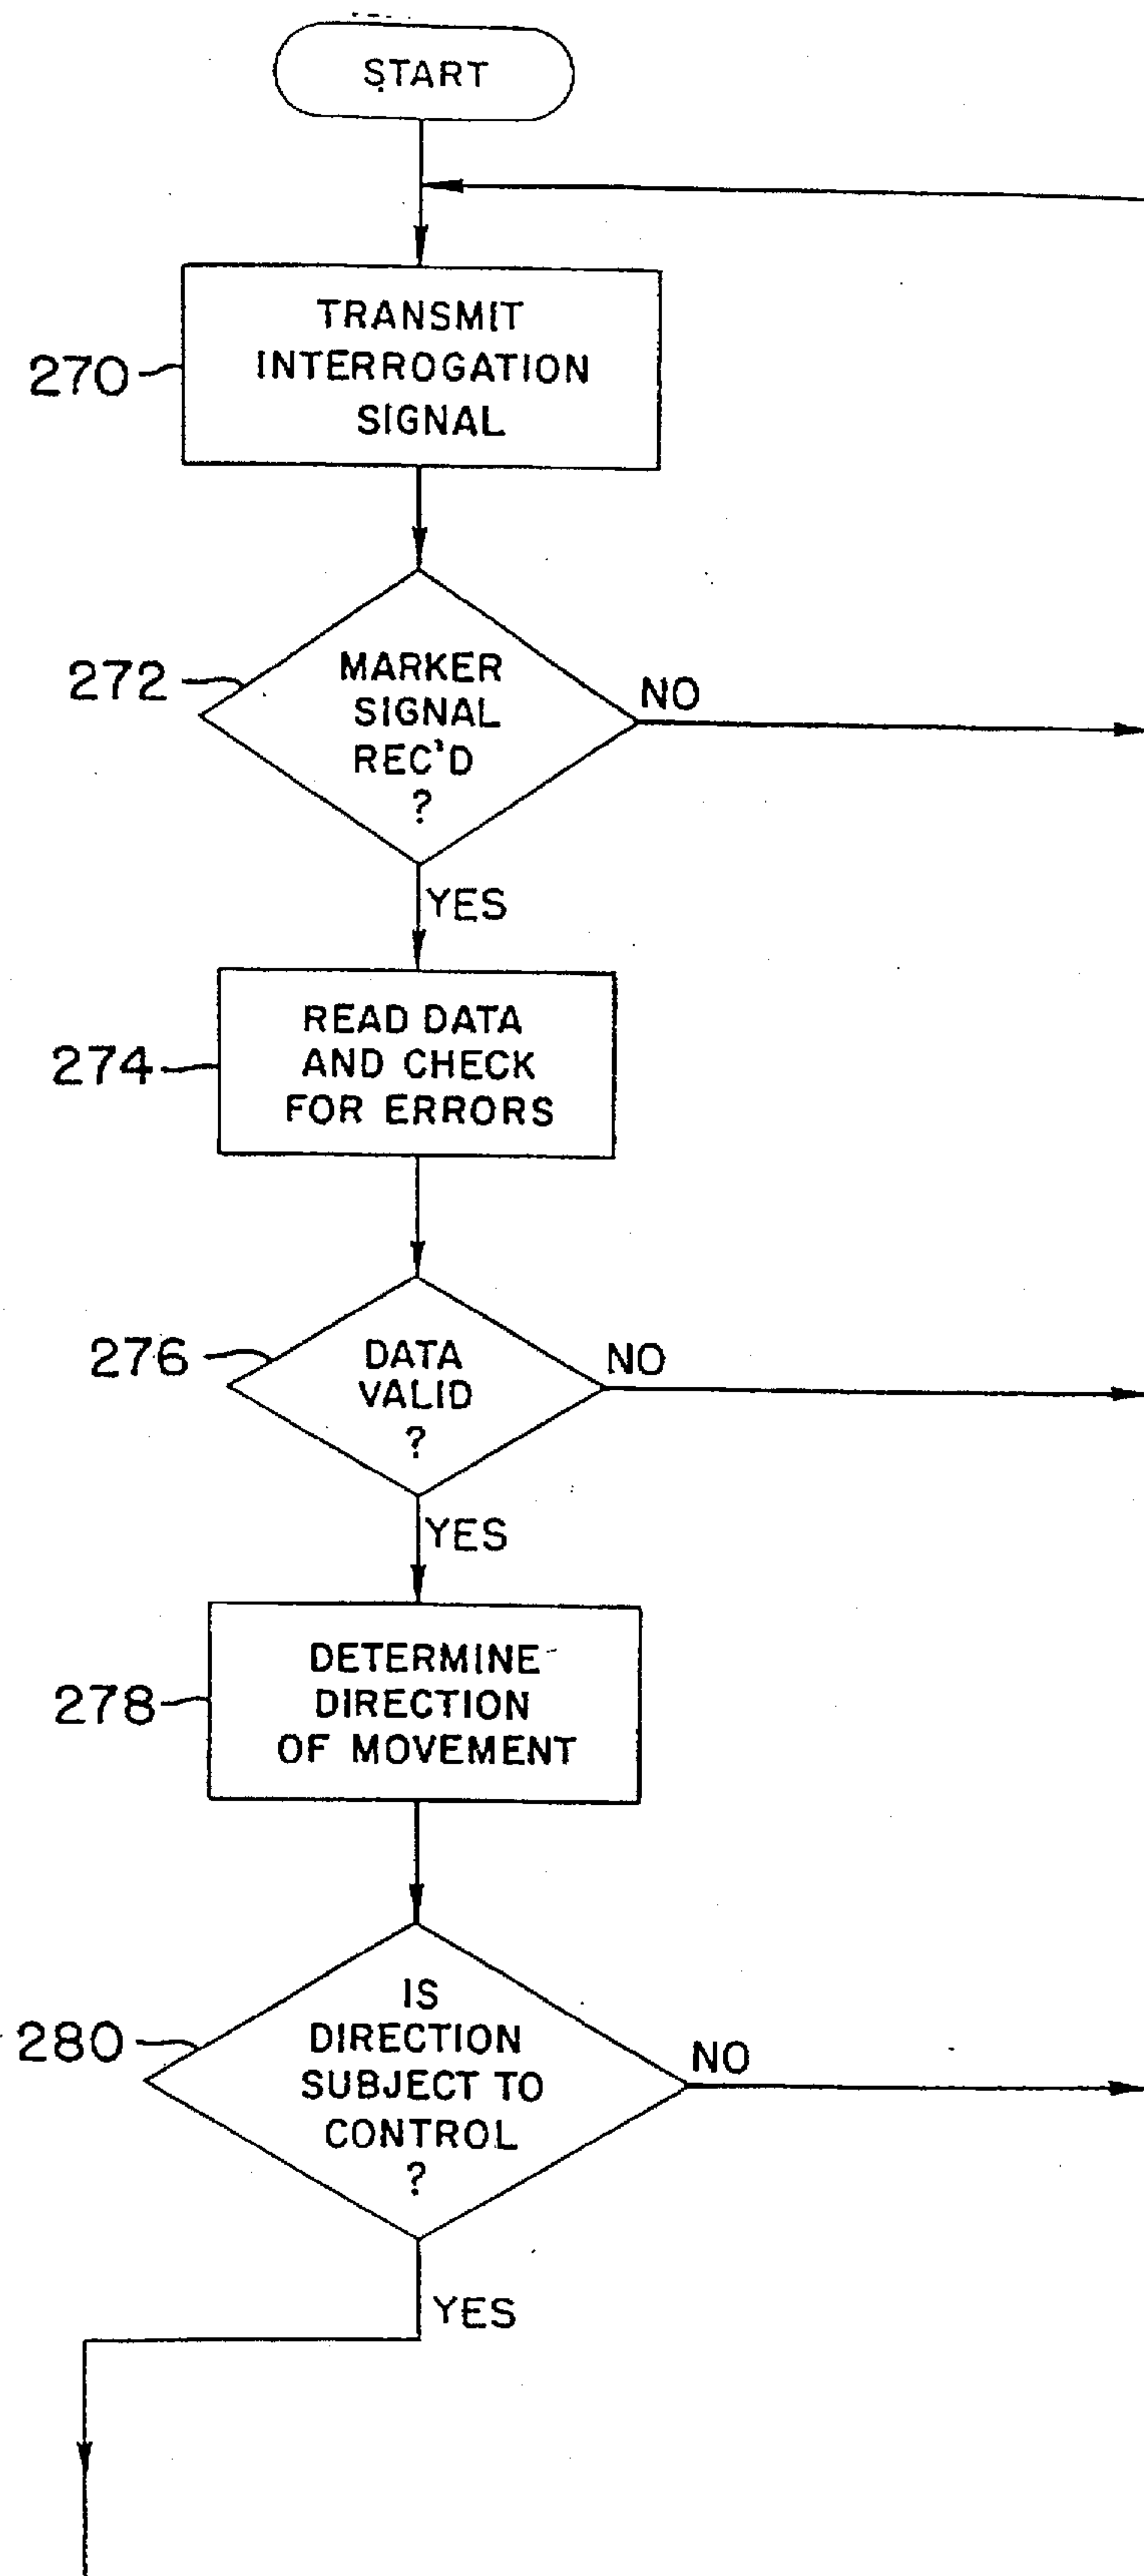 START
TRANSMIT
INTERROGATION
SIGNAL
270
MARKER
SIGNAL
REC'D
?
272
NO
YES
READ DATA
AND CHECK
FOR ERRORS
274
DATA
VALID
?
276
NO
YES
DETERMINE
DIRECTION
OF MOVEMENT
278
IS
DIRECTION
SUBJECT TO
CONTROL
?
280
NO
YES